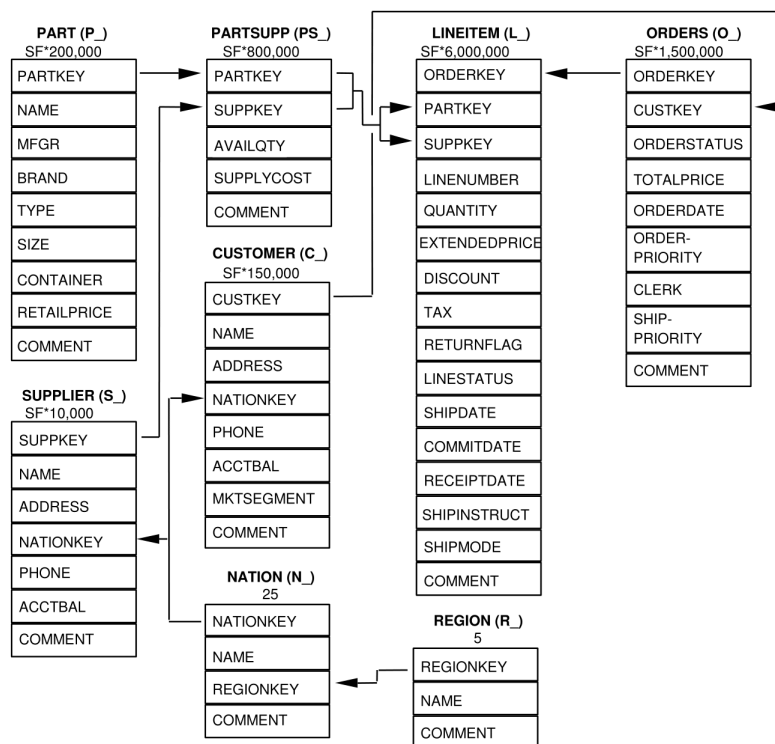 PART (P_)
SF*200,000
PARTKEY
NAME
MFGR
BRAND
TYPE
SIZE
CONTAINER
RETAILPRICE
COMMENT
SUPPLIER (S_)
SF*10,000
SUPPKEY
NAME
ADDRESS
NATIONKEY
PHONE
ACCTBAL
COMMENT
PARTSUPP (PS_)
SF*800,000
PARTKEY
SUPPKEY
AVAILQTY
SUPPLYCOST
COMMENT
CUSTOMER (C_)
SF*150,000
CUSTKEY
NAME
ADDRESS
NATIONKEY
PHONE
ACCTBAL
MKTSEGMENT
COMMENT
NATION (N_)
25
NATIONKEY
NAME
REGIONKEY
COMMENT
LINEITEM (L_)
SF*6,000,000
ORDERKEY
PARTKEY
SUPPKEY
LINENUMBER
QUANTITY
EXTENDEDPRICE
DISCOUNT
TAX
RETURNFLAG
LINESTATUS
SHIPDATE
COMMITDATE
RECEIPTDATE
SHIPINSTRUCT
SHIPMODE
COMMENT
REGION (R_)
5
REGIONKEY
NAME
COMMENT
ORDERS (O_)
SF*1,500,000
ORDERKEY
CUSTKEY
ORDERSTATUS
TOTALPRICE
ORDERDATE
ORDER-
PRIORITY
CLERK
SHIP-
PRIORITY
COMMENT